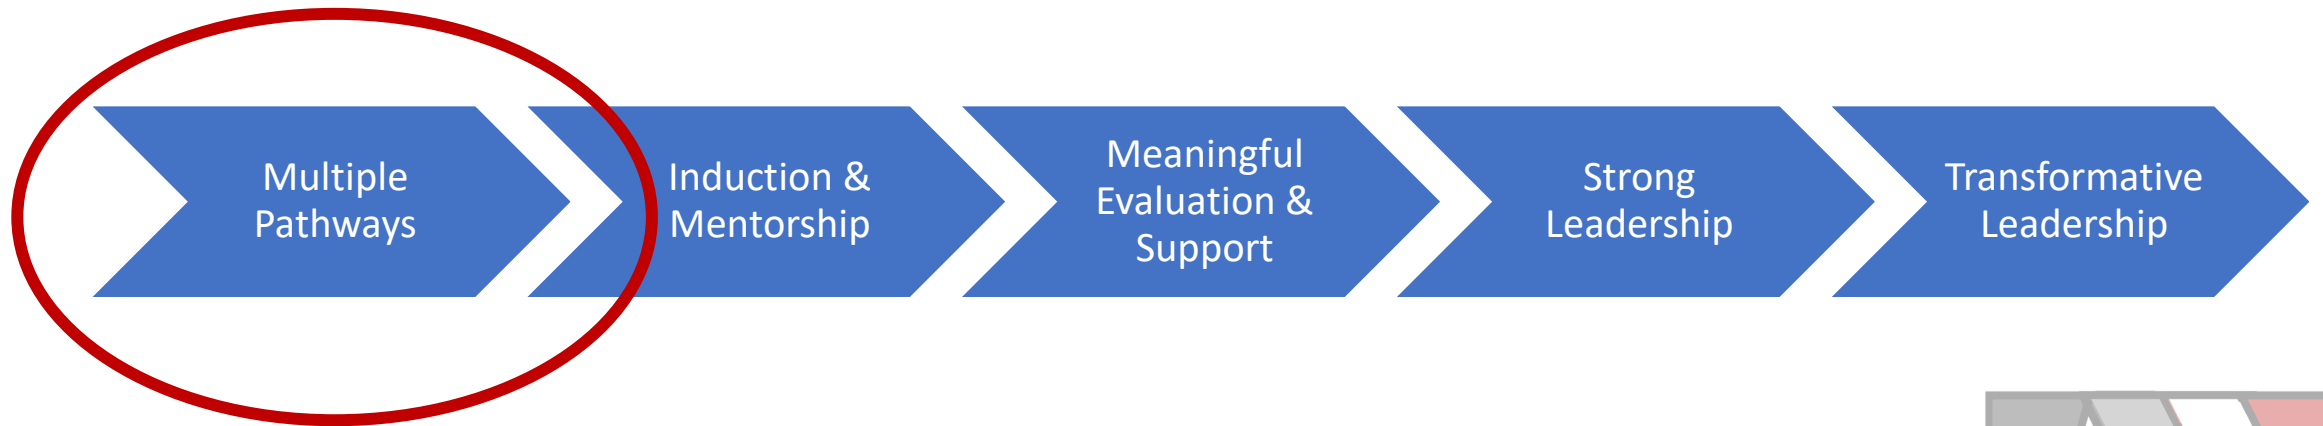 Multiple
Pathways
Induction &
Mentorship
Meaningful
Evaluation &
Support
Strong
Leadership
Transformative
Leadership